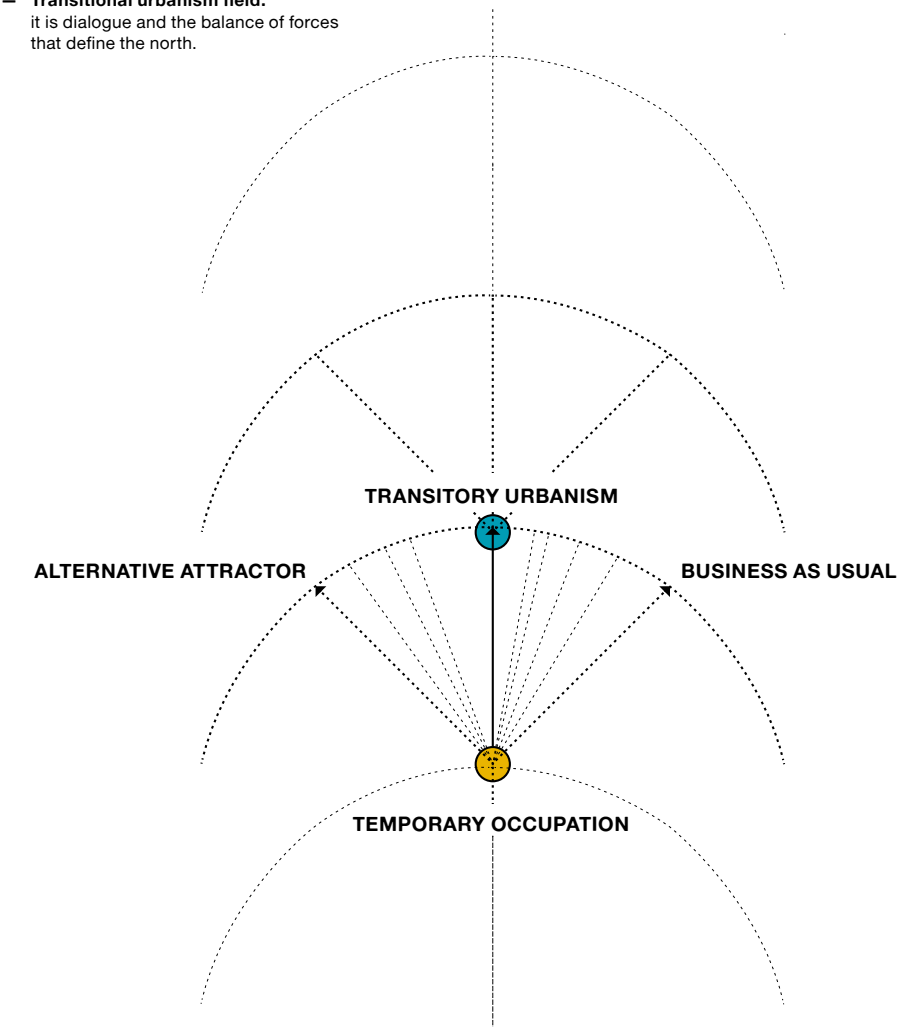 – Transitional urbanism field:
it is dialogue and the balance of forces
that define the north.
TRANSITORY URBANISM
ALTERNATIVE ATTRACTOR
BUSINESS AS USUAL
TEMPORARY OCCUPATION